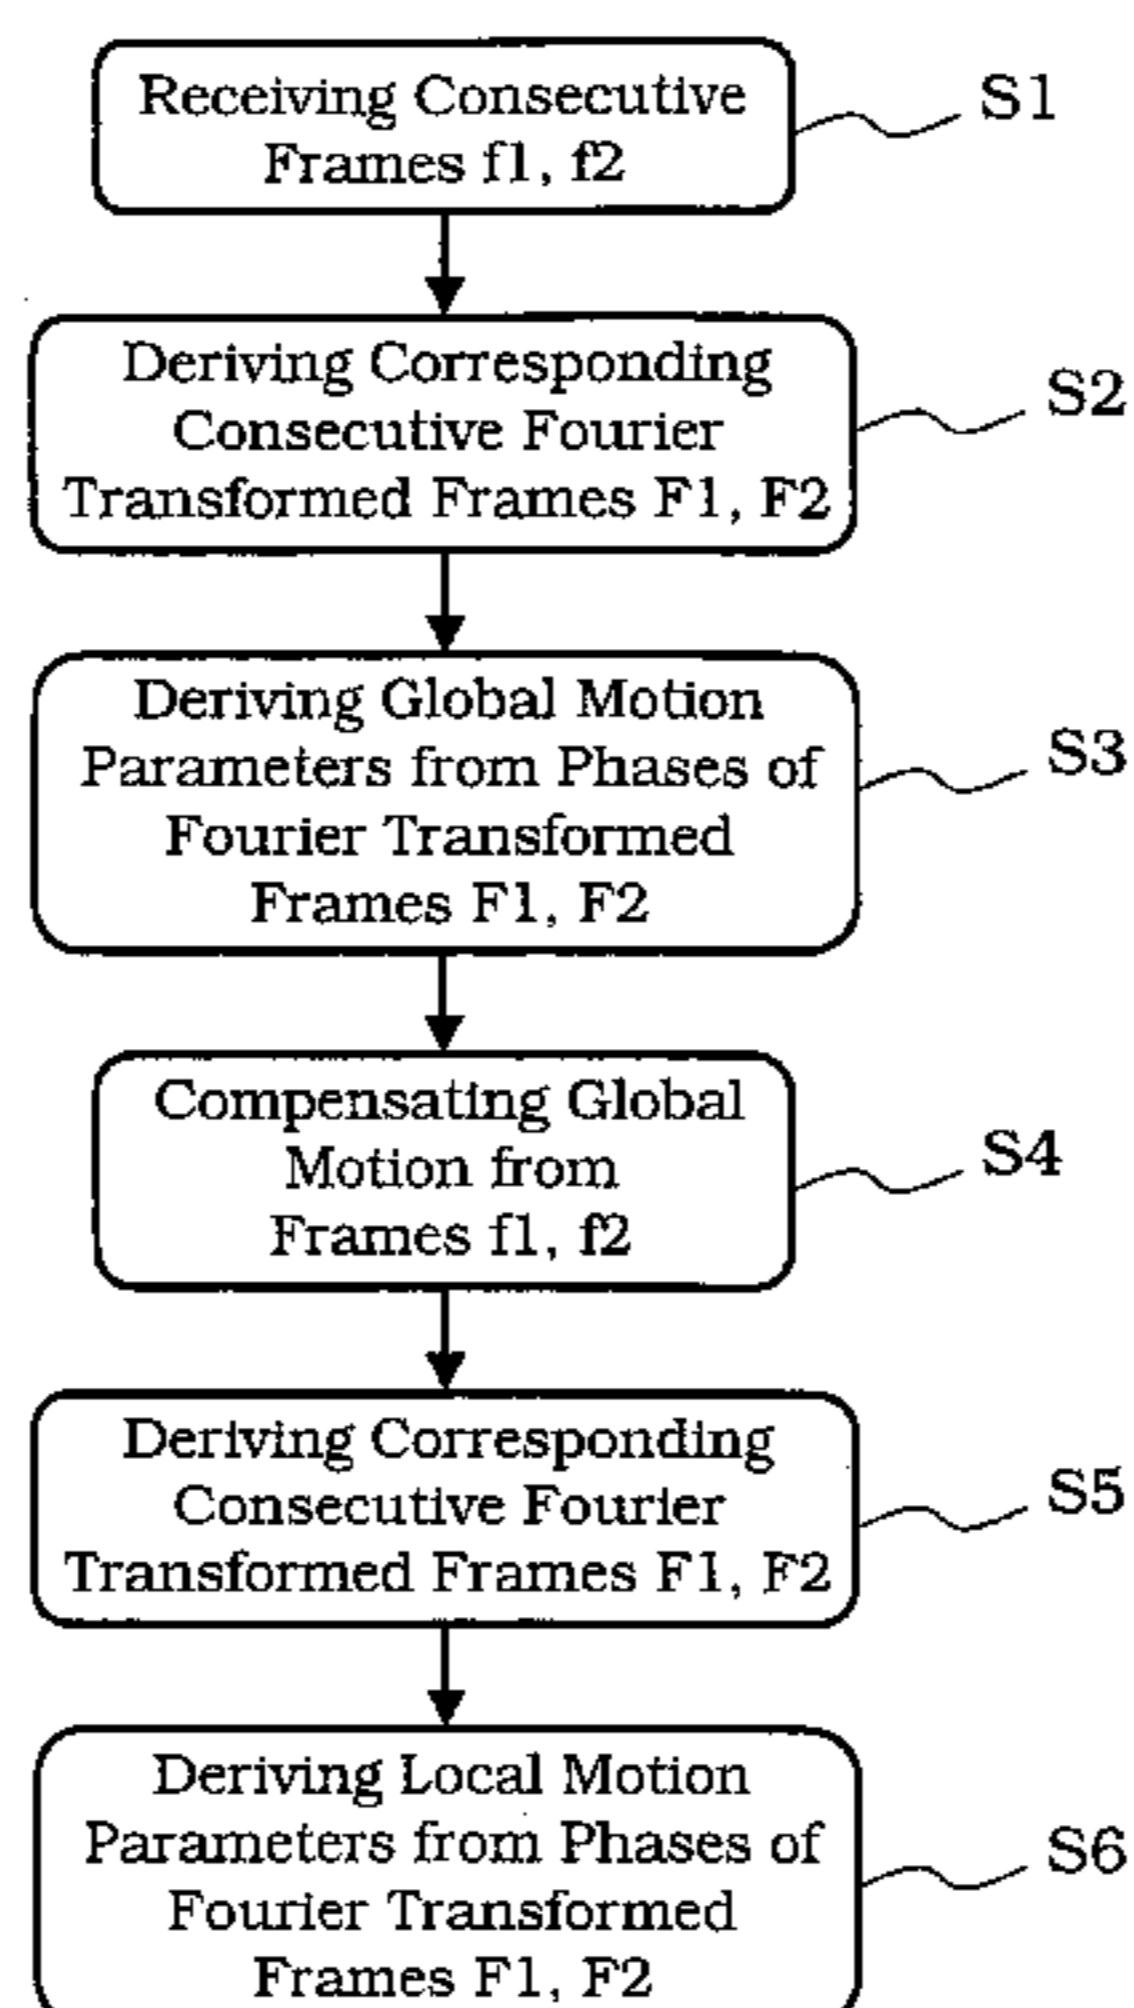 Receiving Consecutive
Frames f1, f2
S1
Deriving Corresponding
Consecutive Fourier
Transformed Frames F1, F2
S2
Deriving Global Motion
Parameters from Phases of
Fourier Transformed
Frames F1, F2
S3
Compensating Global
Motion from
Frames f1, f2
S4
Deriving Corresponding
Consecutive Fourier
Transformed Frames F1, F2
S5
Deriving Local Motion
Parameters from Phases of
Fourier Transformed
Frames F1, F2
S6